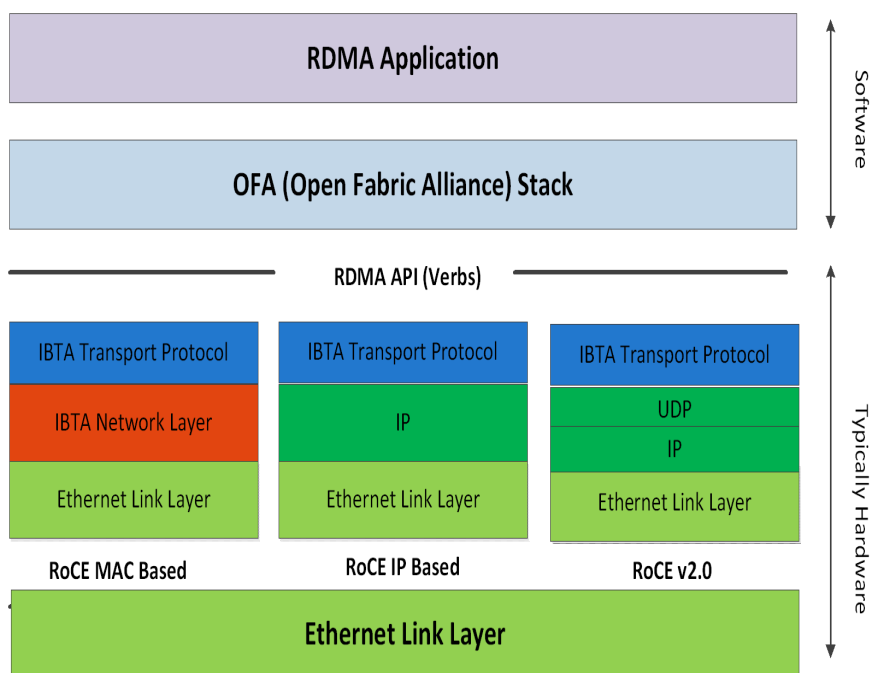 RDMA Application
OFA (Open Fabric Alliance) Stack
Software
RDMA API (Verbs)
IBTA Transport Protocol
IBTA Network Layer
Ethernet Link Layer
RoCE MAC Based
IBTA Transport Protocol
IP
Ethernet Link Layer
RoCE IP Based
IBTA Transport Protocol
UDP
IP
Ethernet Link Layer
RoCE v2.0
Typically Hardware
Ethernet Link Layer